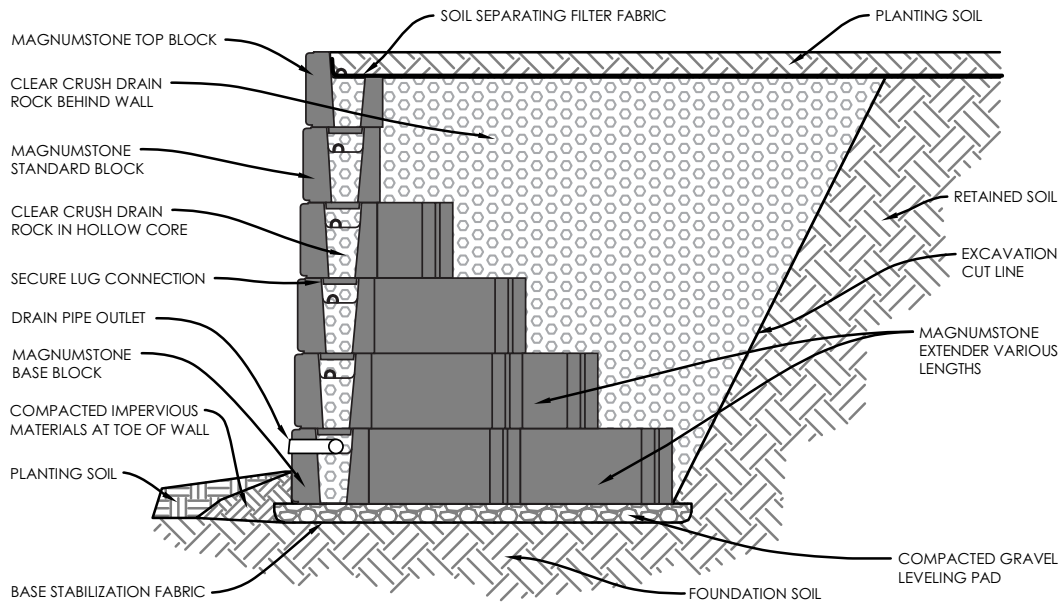 SOIL SEPARATING FILTER FABRIC
PLANTING SOIL
MAGNUMSTONE TOP BLOCK
CLEAR CRUSH DRAIN
ROCK BEHIND WALL
MAGNUMSTONE
STANDARD BLOCK
CLEAR CRUSH DRAIN
ROCK IN HOLLOW CORE
SECURE LUG CONNECTION
DRAIN PIPE OUTLET
MAGNUMSTONE
BASE BLOCK
COMPACTED IMPERVIOUS
MATERIALS AT TOE OF WALL
PLANTING SOIL
BASE STABILIZATION FABRIC
RETAINED SOIL
EXCAVATION
CUT LINE
MAGNUMSTONE
EXTENDER VARIOUS
LENGTHS
COMPACTED GRAVEL
LEVELING PAD
FOUNDATION SOIL